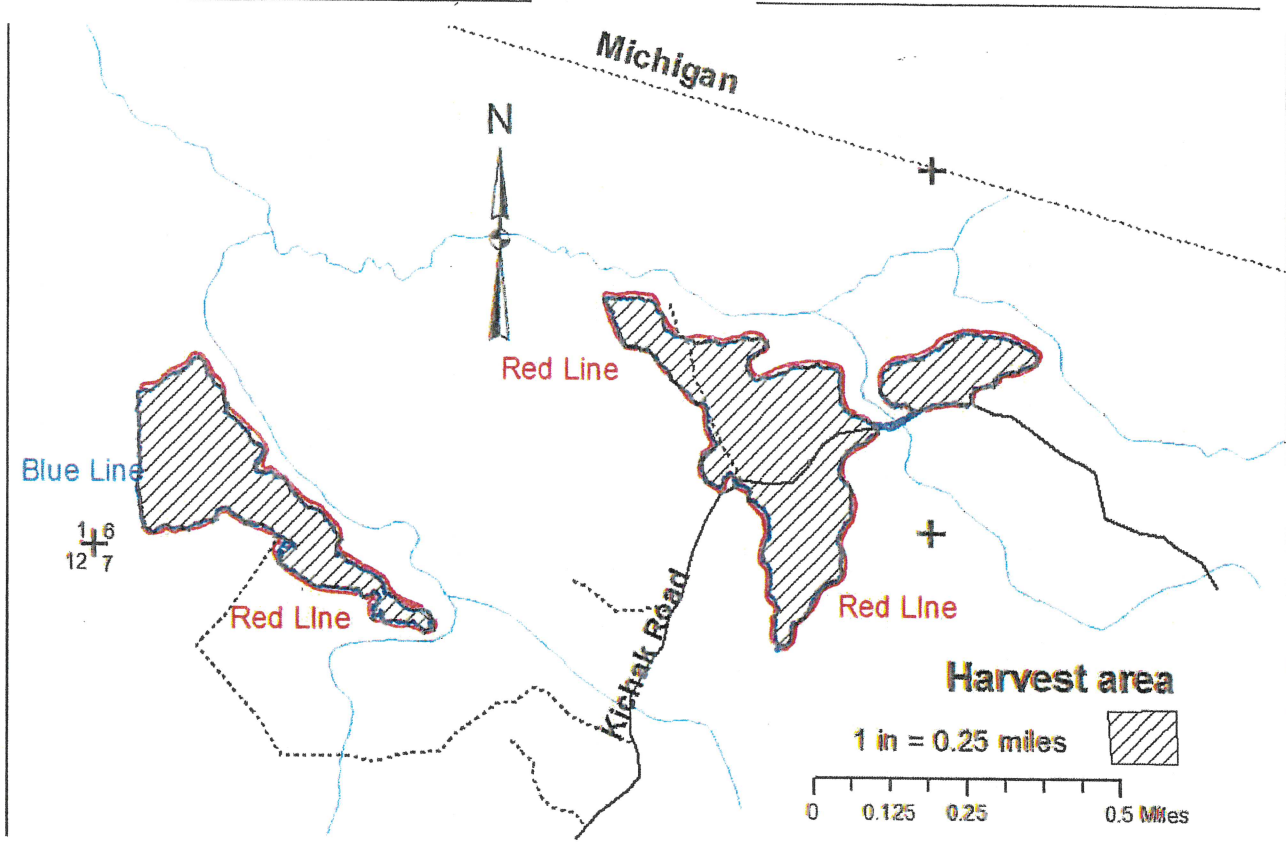 Michigan
N
Red Line
Blue Line
1 6
12 7
Red LIne
Red LIne
Kichak Road
Harvest area
1 in = 0.25 miles
0 0.125 0.25 0.5 Miles